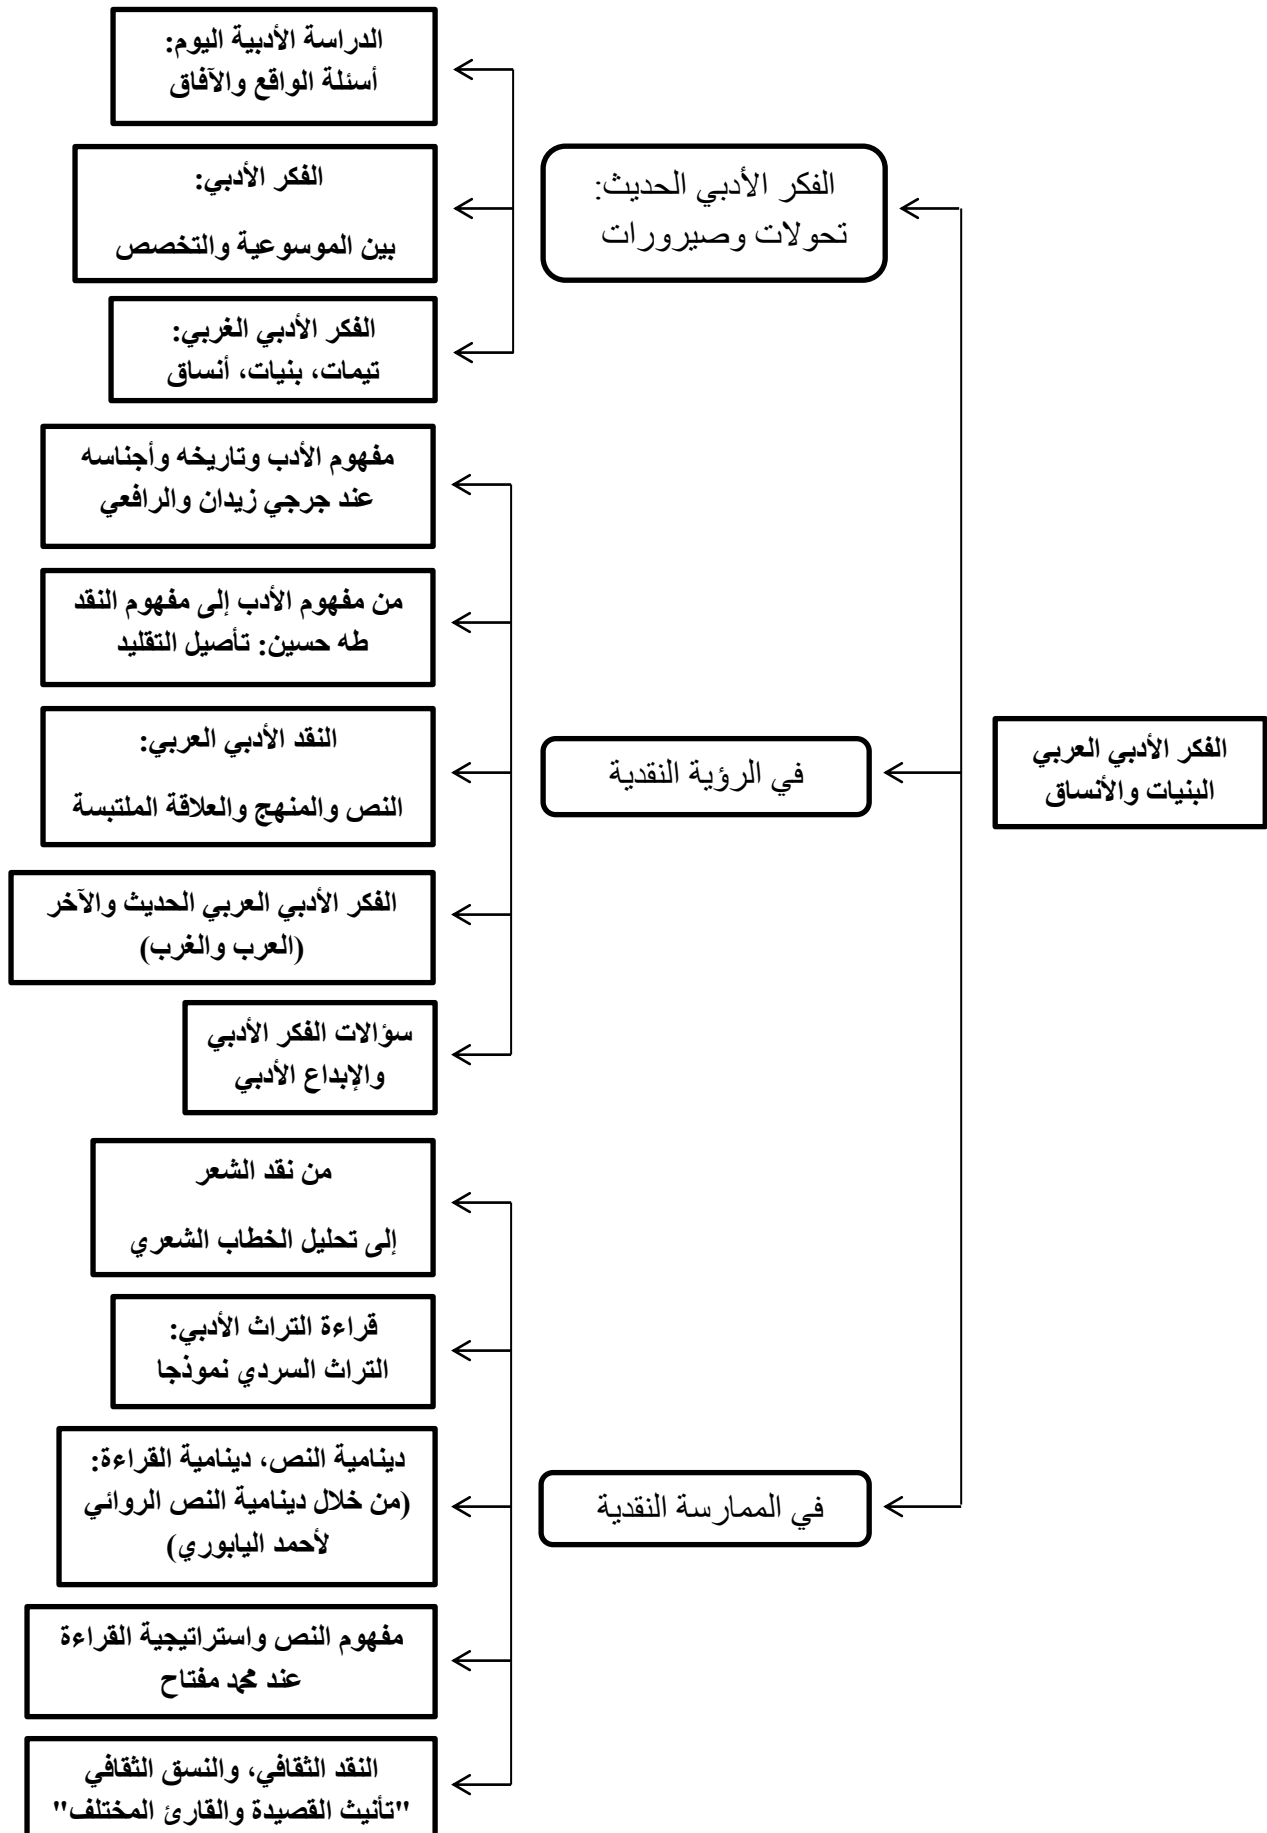 الفكر الأدبي العربي
البنيات والأنساق
الفكر الأدبي الحديث:
تحولات وصيرورات
الدراسة الأدبية اليوم:
أسئلة الواقع والآفاق
الفكر الأدبي:
بين الموسوعية والتخصص
الفكر الأدبي الغربي:
تيمات، بنيات، أنساق
في الرؤية النقدية
مفهوم الأدب وتاريخه وأجناسه
عند جرجي زيدان والرافعي
من مفهوم الأدب إلى مفهوم النقد
طه حسين: تأصيل التقليد
النقد الأدبي العربي:
النص والمنهج والعلاقة الملتبسة
الفكر الأدبي العربي الحديث والآخر
(العرب والغرب)
سؤالات الفكر الأدبي
والإبداع الأدبي
في الممارسة النقدية
من نقد الشعر
إلى تحليل الخطاب الشعري
قراءة التراث الأدبي:
التراث السردي نموذجا
دينامية النص، دينامية القراءة:
(من خلال دينامية النص الروائي
لأحمد اليابوري)
مفهوم النص واستراتيجية القراءة
عند محمد مفتاح
النقد الثقافي، والنسق الثقافي
"تأنيث القصيدة والقارئ المختلف"